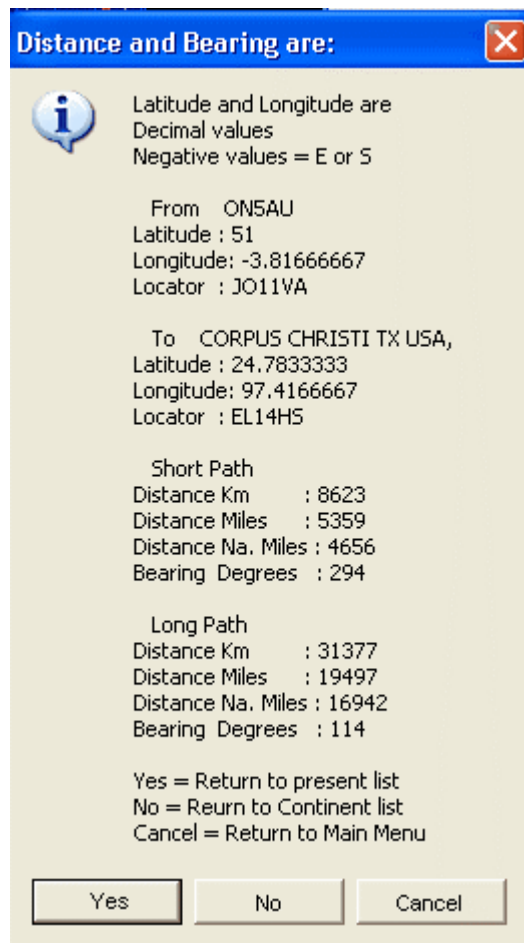 Distance and Bearing are:
Latitude and Longitude are
Decimal values
Negative values = E or S
From ON5AU
Latitude : 51
Longitude: -3.81666667
Locator : JO11VA
To CORPUS CHRISTI TX USA,
Latitude : 24.7833333
Longitude: 97.4166667
Locator : EL14HS
Short Path
Distance Km : 8623
Distance Miles : 5359
Distance Na. Miles : 4656
Bearing Degrees : 294
Long Path
Distance Km : 31377
Distance Miles : 19497
Distance Na. Miles : 16942
Bearing Degrees : 114
Yes = Return to present list
No = Reurn to Continent list
Cancel = Return to Main Menu
Yes No Cancel